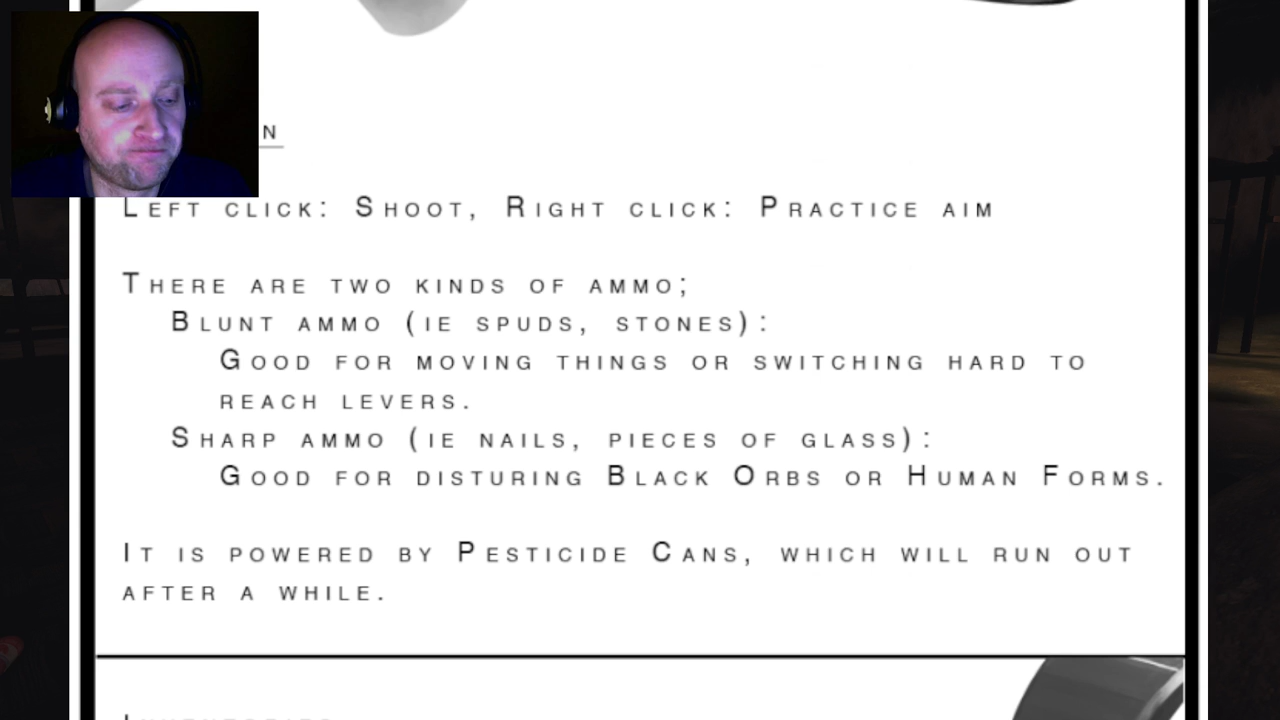 N
Left click: Shoot, Right click: Practice aim
There are two kinds of ammo;
Blunt ammo (ie spuds, stones):
Good for moving things or switching hard to
reach levers.
Sharp ammo (ie nails, pieces of glass):
Good for disturing Black Orbs or Human Forms.
It is powered by Pesticide Cans, which will run out
after a while.